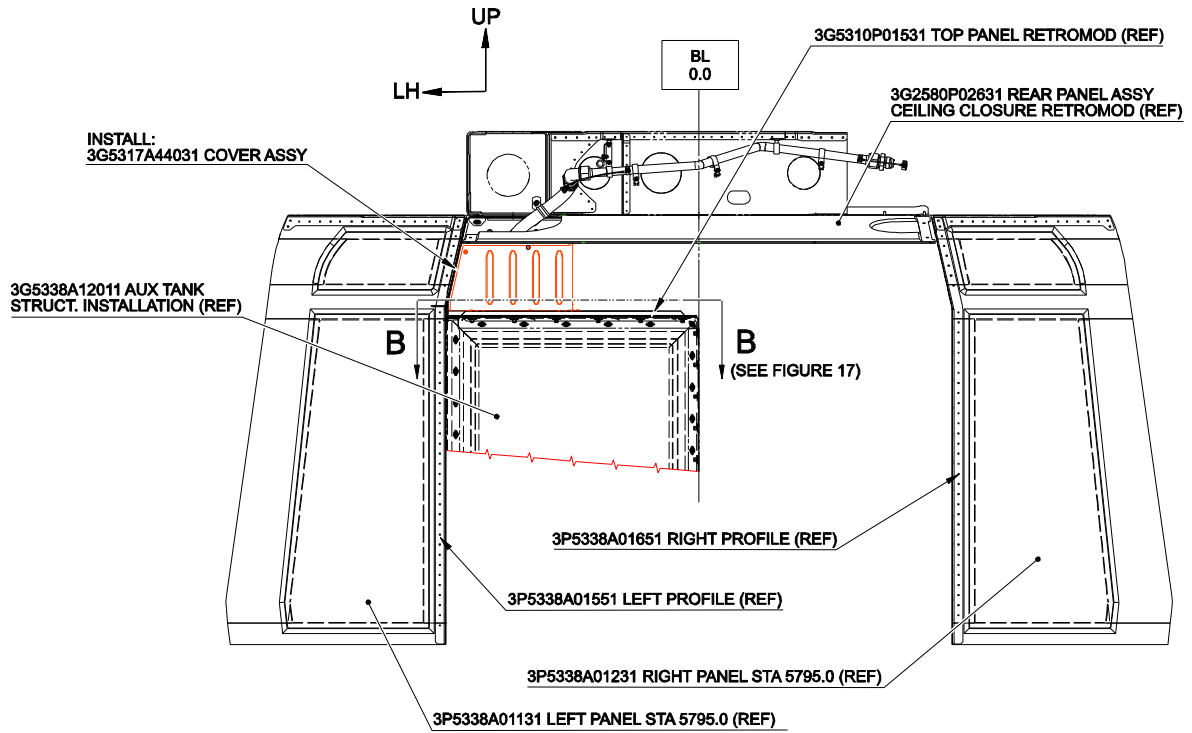 UP
3G5310P01531 TOP PANEL RETROMOD (REF)
BL
0.0
LH
3G2580P02631 REAR PANEL ASSY
CEILING CLOSURE RETROMOD (REF)
INSTALL:
3G5317A44031 COVER ASSY
3G5338A12011 AUX TANK
STRUCT. INSTALLATION (REF)
B
B
(SEE FIGURE 17)
3P5338A01651 RIGHT PROFILE (REF)
3P5338A01551 LEFT PROFILE (REF)
3P5338A01231 RIGHT PANEL STA 5795.0 (REF)
3P5338A01131 LEFT PANEL STA 5795.0 (REF)